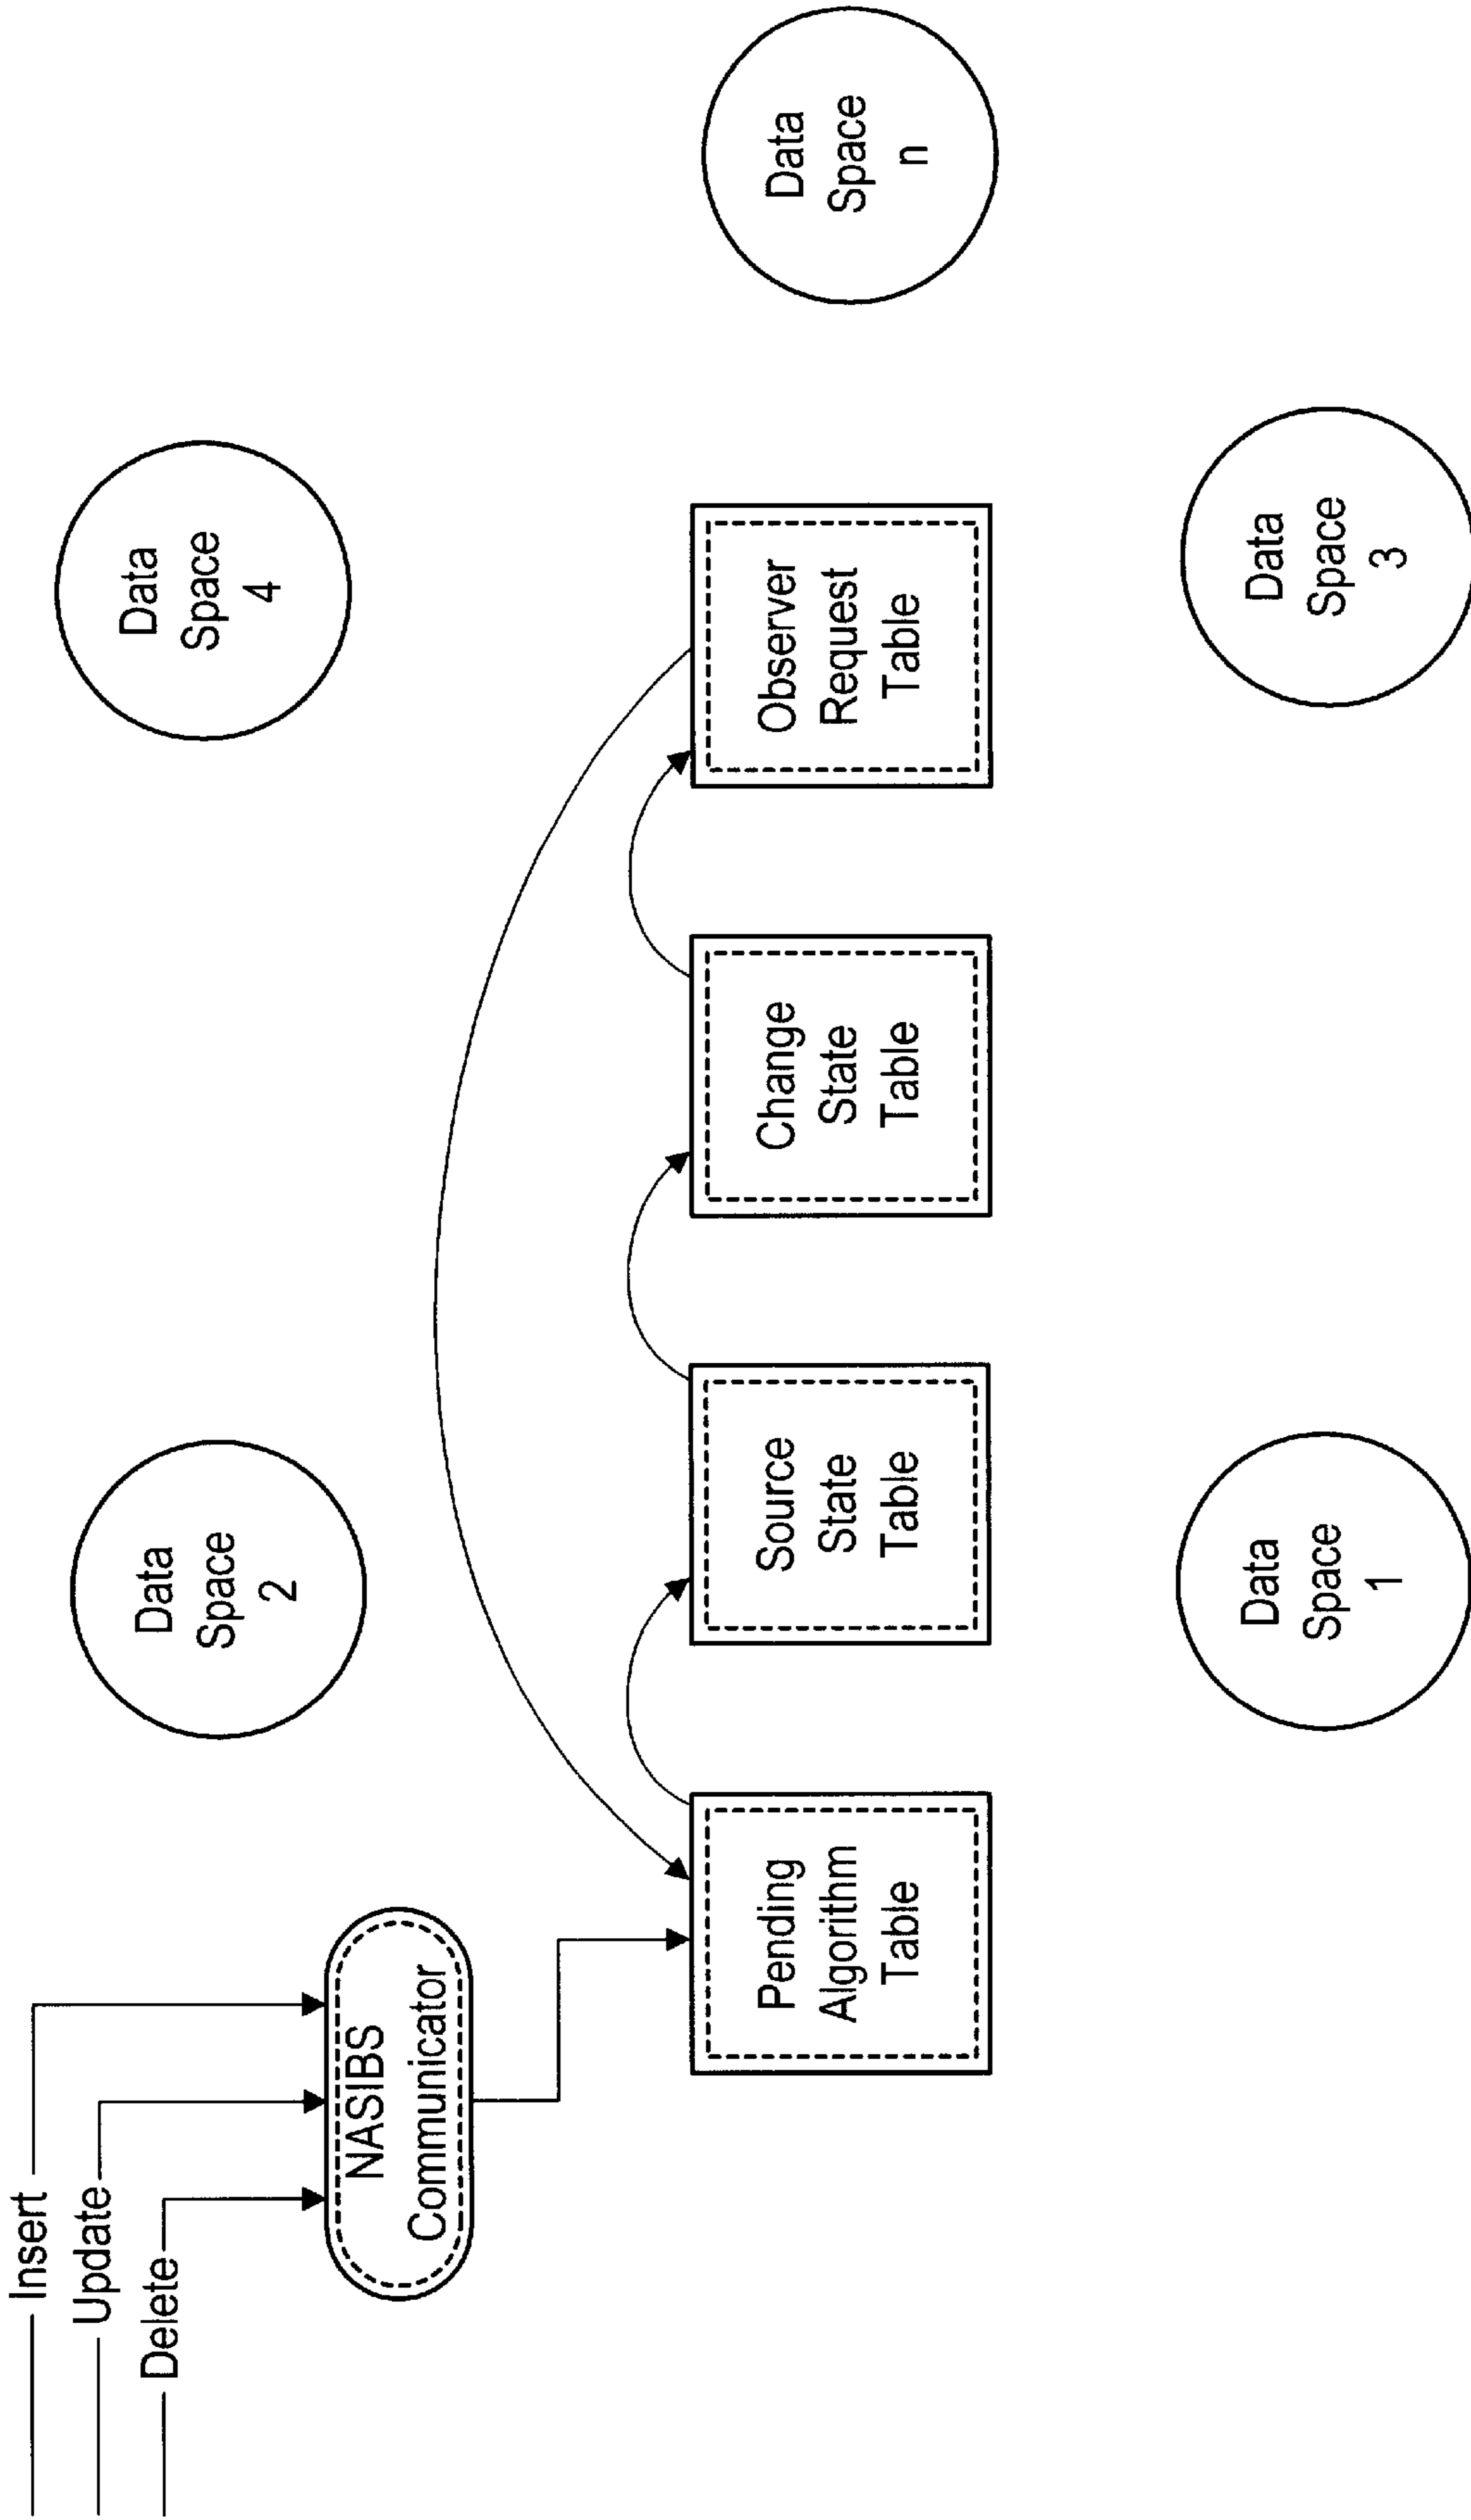 Insert
Update
Delete
NASIBS
Communicator
Data
Space
2
Data
Space
4
Pending
Algorithm
Table
Source
State
Table
Change
State
Table
Observer
Request
Table
Data
Space
n
Data
Space
1
Data
Space
3